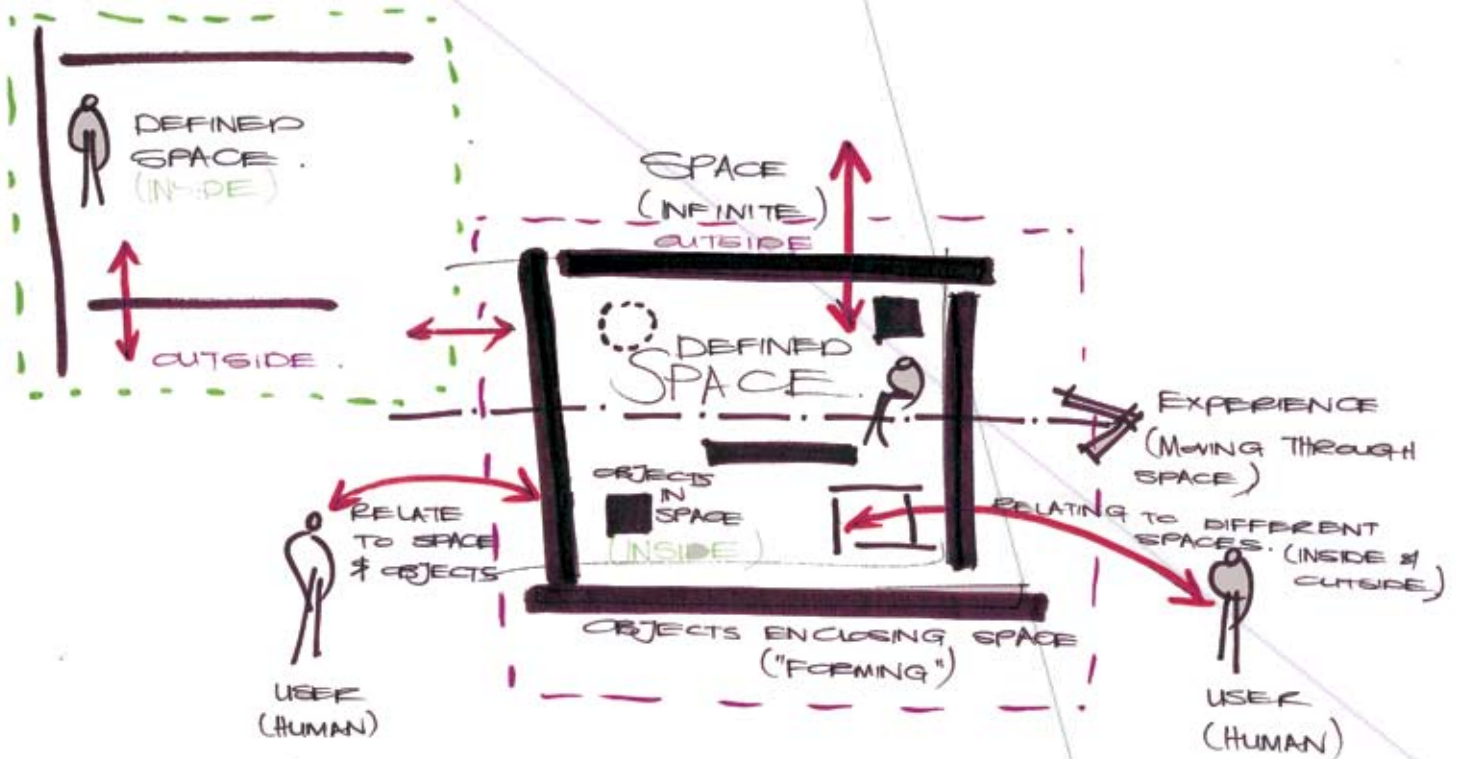 DEFINED
SPACE.
(INSIDE)
OUTSIDE.
SPACE
(INFINITE)
OUTSIDE
DEFINED
SPACE.
OBJECTS
IN
SPACE
(INSIDE)
EXPERIENCE
(MOVING THROUGH
SPACE)
RELATE
TO SPACE
& OBJECTS
RELATING TO DIFFERENT
SPACES. (INSIDE &
OUTSIDE)
OBJECTS ENCLOSING SPACE
("FORMING")
USER
(HUMAN)
USER
(HUMAN)